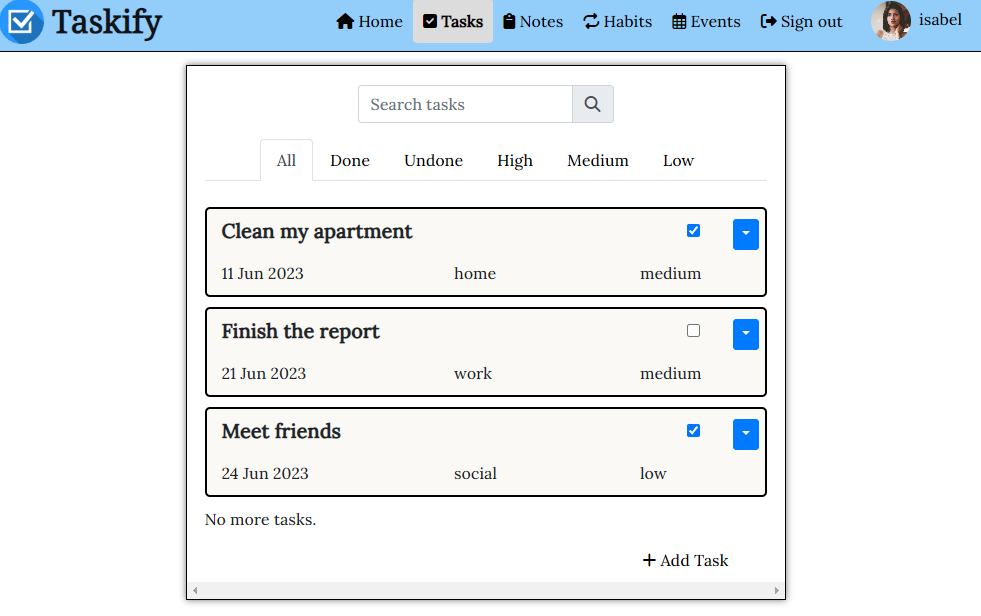 Taskify Home Tasks Notes Habits Events Sign out isabel
Search tasks
All Done Undone High Medium Low
Clean my apartment
11 Jun 2023 home medium
Finish the report
21 Jun 2023 work medium
Meet friends
24 Jun 2023 social low
No more tasks.
Add Task